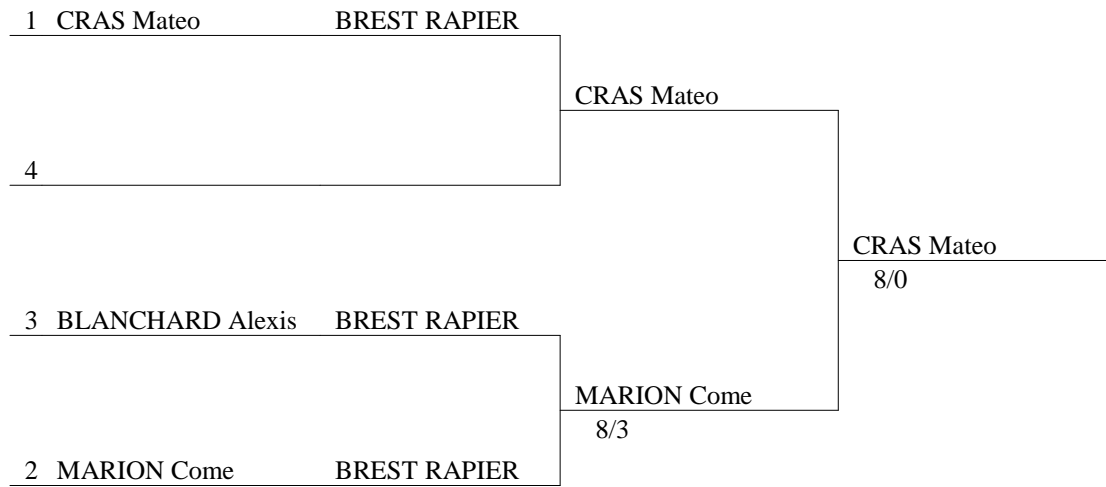 1 CRAS Mateo BREST RAPIER
CRAS Mateo
4
CRAS Mateo
8/0
3 BLANCHARD Alexis BREST RAPIER
MARION Come
8/3
2 MARION Come BREST RAPIER